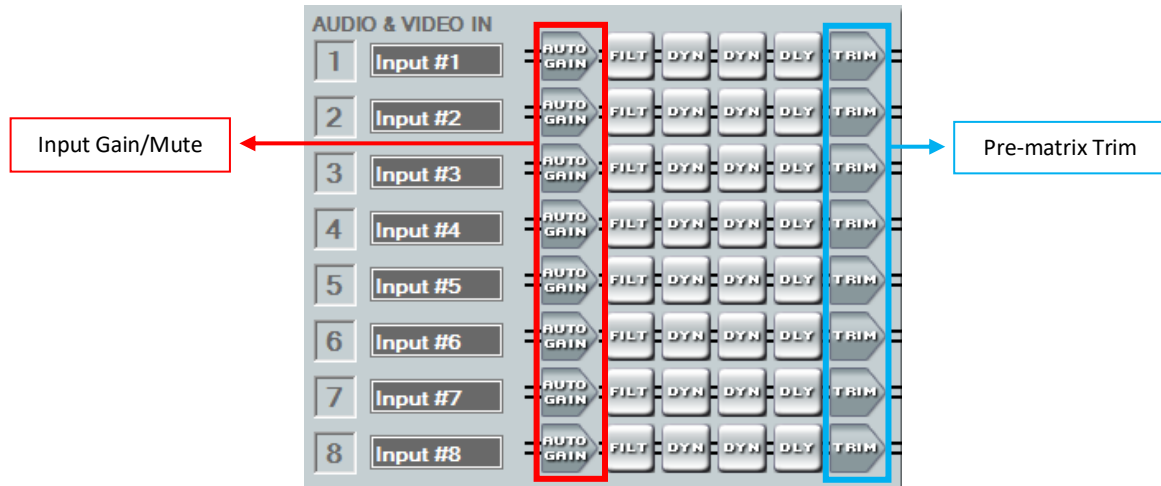 AUDIO & VIDEO IN
1 Input #1 AUTO GAIN FILT DYN DYN DLY TRIM
2 Input #2 AUTO GAIN FILT DYN DYN DLY TRIM
Input Gain/Mute
Pre-matrix Trim
3 Input #3 AUTO GAIN FILT DYN DYN DLY TRIM
4 Input #4 AUTO GAIN FILT DYN DYN DLY TRIM
5 Input #5 AUTO GAIN FILT DYN DYN DLY TRIM
6 Input #6 AUTO GAIN FILT DYN DYN DLY TRIM
7 Input #7 AUTO GAIN FILT DYN DYN DLY TRIM
8 Input #8 AUTO GAIN FILT DYN DYN DLY TRIM